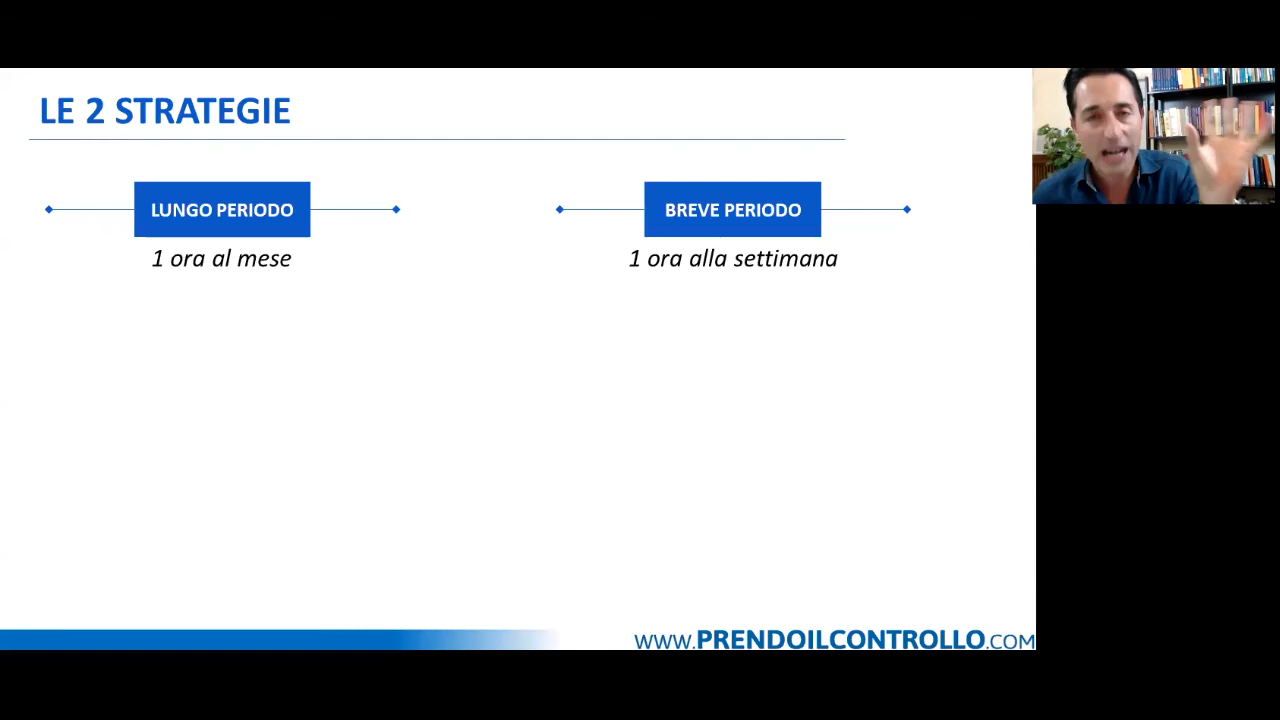 LE 2 STRATEGIE
LUNGO PERIODO
BREVE PERIODO
1 ora al mese
1 ora alla settimana
WWW.PRENDOILCONTROLLO.COM